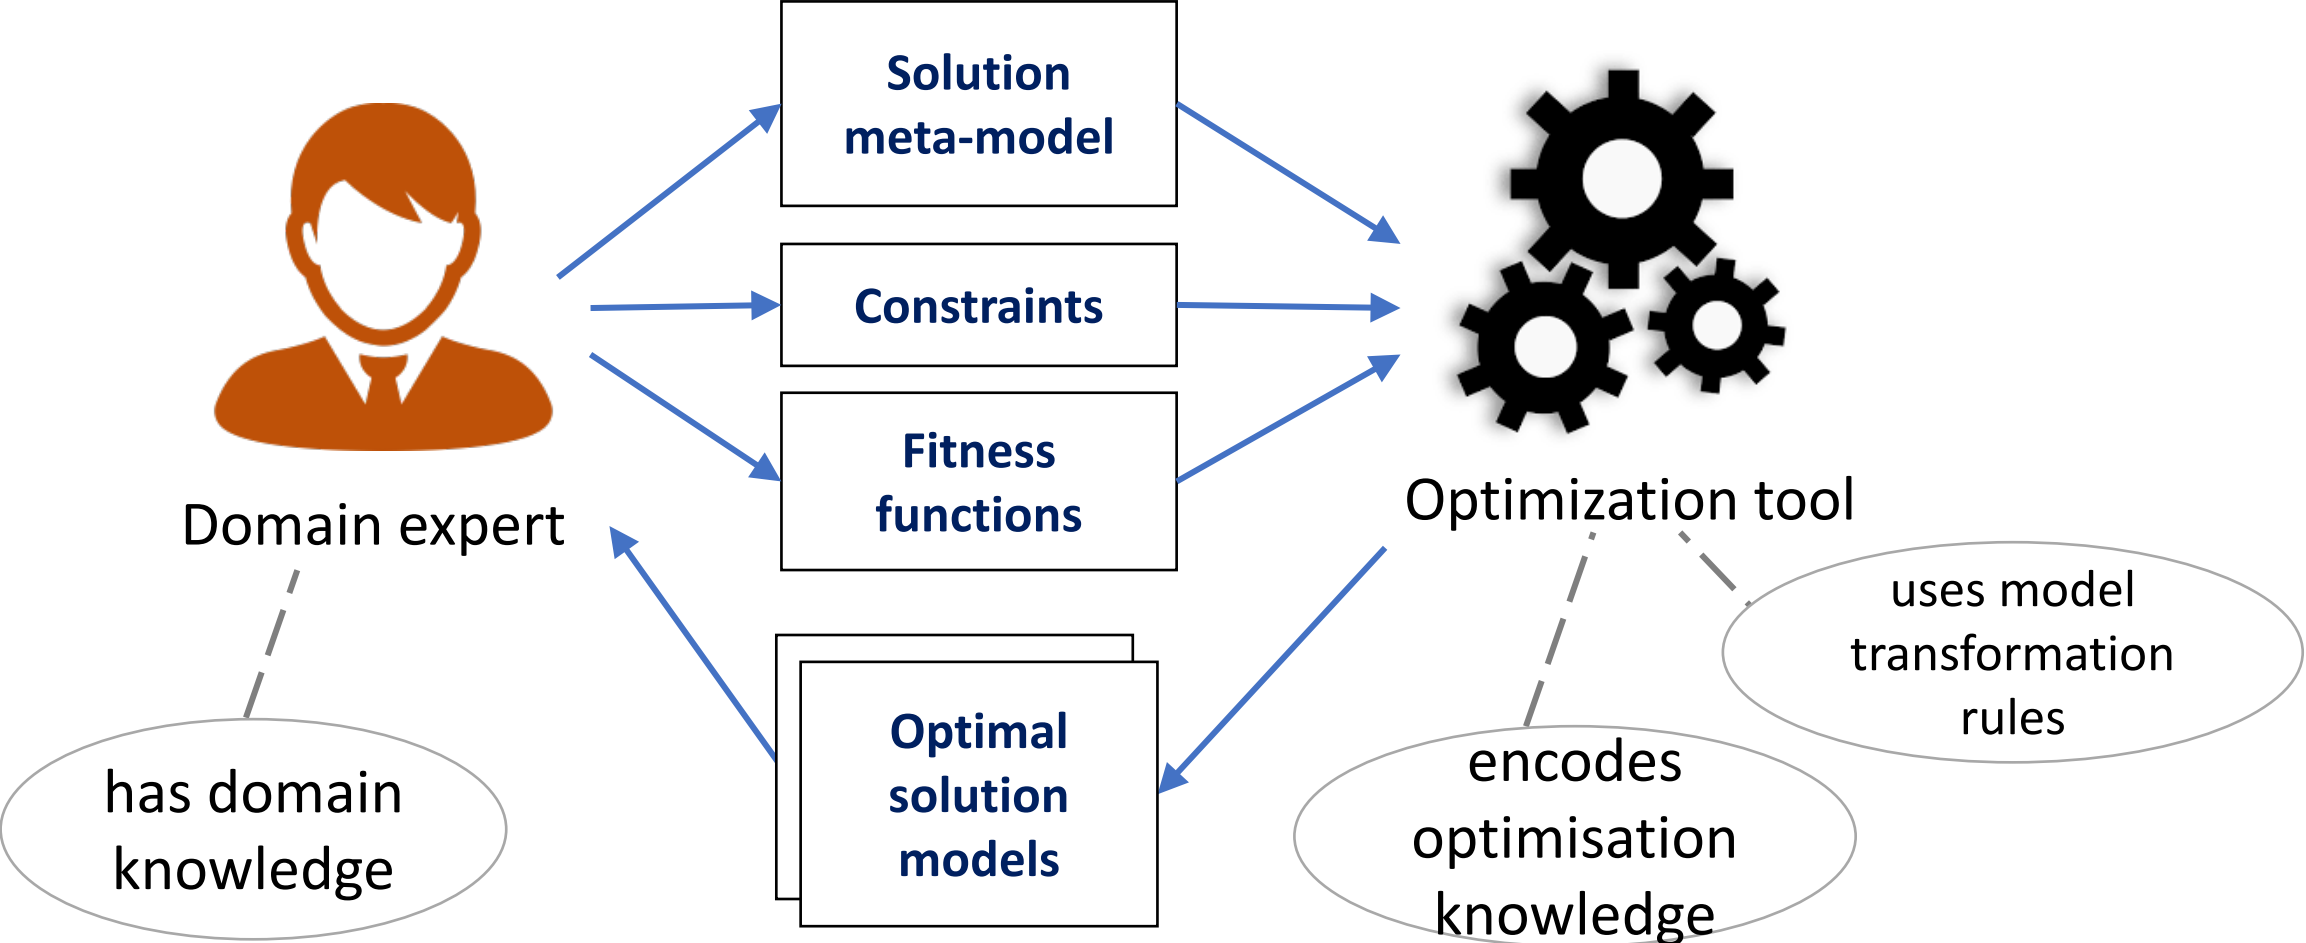 Solution
meta-model
Constraints
Fitness
functions
Domain expert
Optimization tool
has domain
knowledge
Optimal
solution
models
encodes
optimisation
knowledge
uses model
transformation
rules